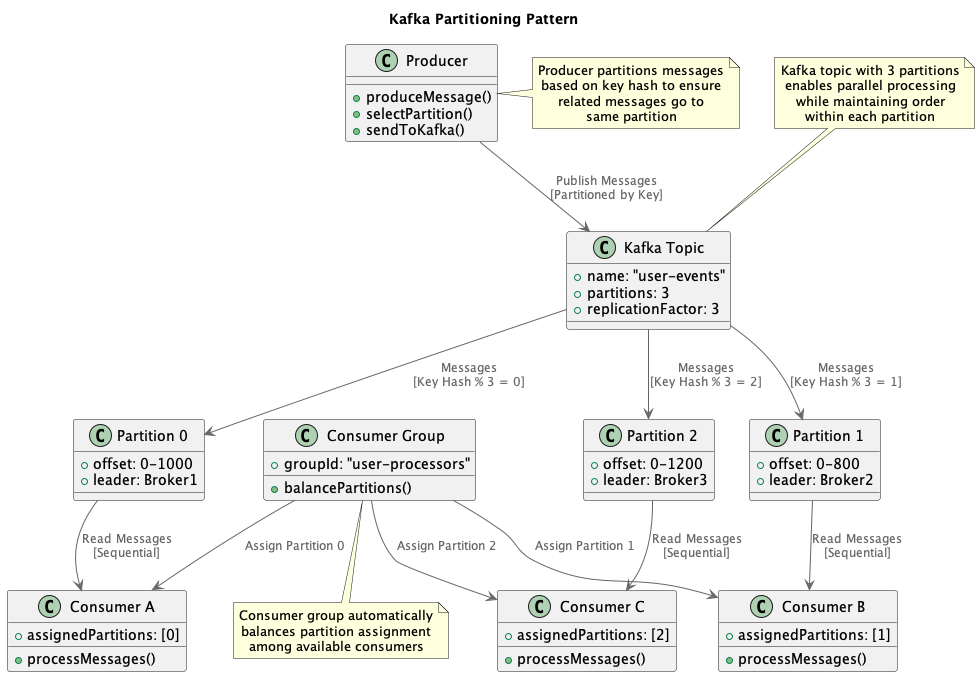 Kafka Partitioning Pattern
C Producer
produceMessage()
selectPartition()
sendToKafka()
Producer partitions messages
based on key hash to ensure
related messages go to
same partition
Kafka topic with 3 partitions
enables parallel processing
while maintaining order
within each partition
Publish Messages
[Partitioned by Key]
C Kafka Topic
name: "user-events"
partitions: 3
replicationFactor: 3
Messages
[Key Hash % 3 = 0]
Messages
[Key Hash % 3 = 2]
Messages
[Key Hash % 3 = 1]
C Partition 0
offset: 0-1000
leader: Broker1
C Consumer Group
groupId: "user-processors"
balancePartitions()
C Partition 2
offset: 0-1200
leader: Broker3
C Partition 1
offset: 0-800
leader: Broker2
Read Messages
[Sequential]
Assign Partition 0
Assign Partition 2
Assign Partition 1
Read Messages
[Sequential]
Read Messages
[Sequential]
C Consumer A
assignedPartitions: [0]
processMessages()
Consumer group automatically
balances partition assignment
among available consumers
C Consumer C
assignedPartitions: [2]
processMessages()
C Consumer B
assignedPartitions: [1]
processMessages()